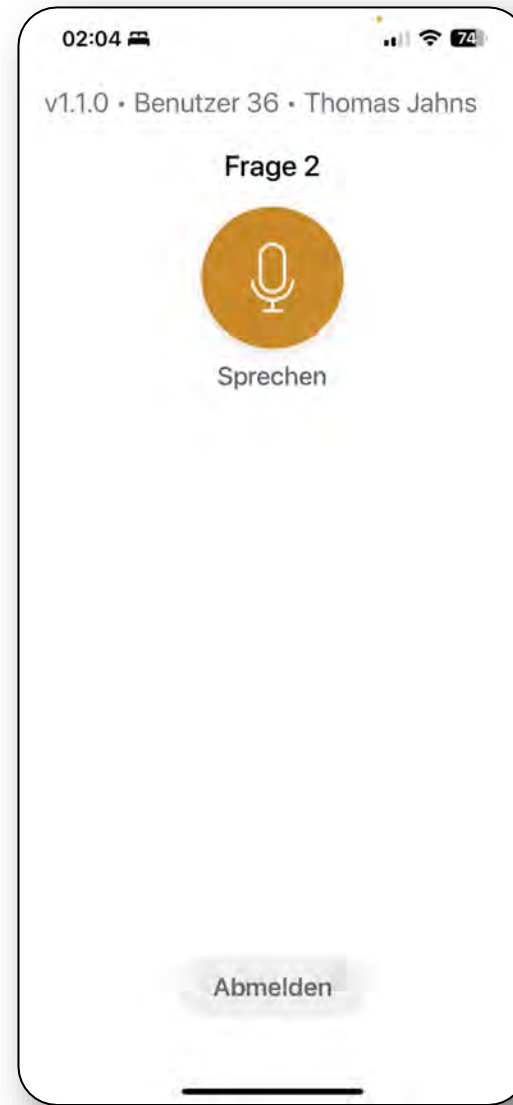 02:04
74
v1.1.0 • Benutzer 36 • Thomas Jahns
Frage 2
Sprechen
Abmelden